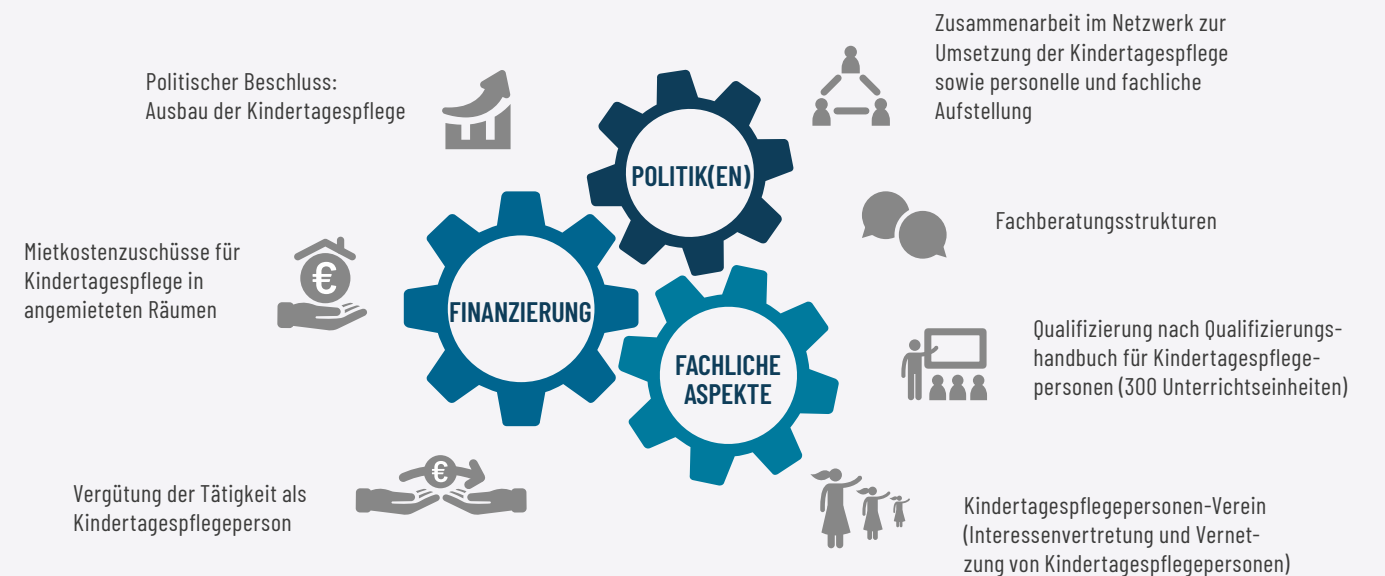 Politischer Beschluss:
Ausbau der Kindertagespflege
Mietkostenzuschüsse für
Kindertagespflege in
angemieteten Räumen
€
Vergütung der Tätigkeit als
Kindertagespflegeperson
€
POLITIK(EN)
FINANZIERUNG
FACHLICHE
ASPEKTE
Zusammenarbeit im Netzwerk zur
Umsetzung der Kindertagespflege
sowie personelle und fachliche
Aufstellung
Fachberatungsstrukturen
Qualifizierung nach Qualifizierungs-
handbuch für Kindertagespflege-
personen (300 Unterrichtseinheiten)
Kindertagespflegepersonen-Verein
(Interessenvertretung und Vernet-
zung von Kindertagespflegepersonen)